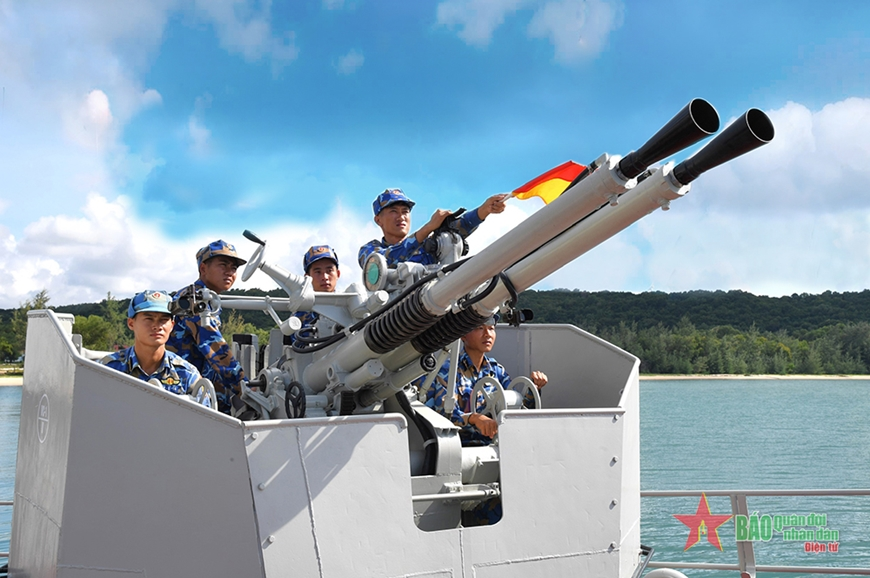 BÁO quân đội
nhân dân
Điện tử